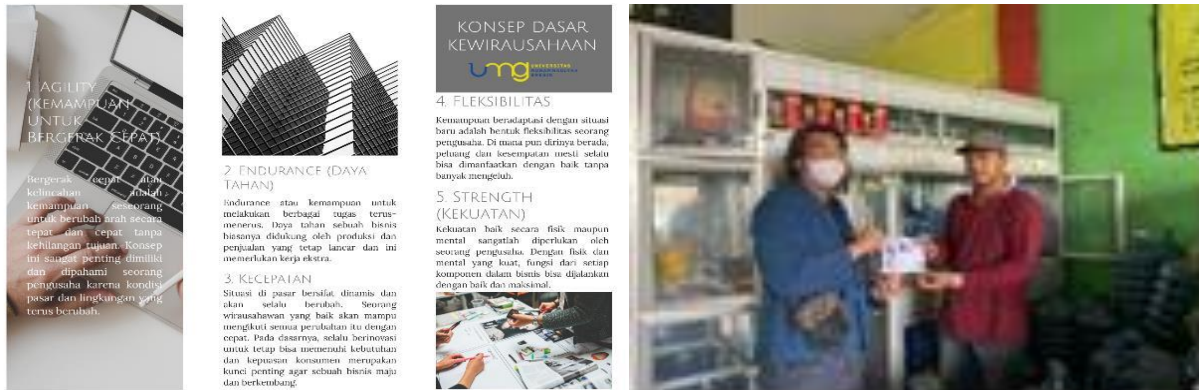 1. AGILITY
(KEMAMPUAN
UNTUK
BERGERAK CEPAT)
Bergerak cepat atau
kelincahan adalah
kemampuan seseorang
untuk berubah arah secara
tepat dan cepat tanpa
kehilangan tujuan. Konsep
ini sangat penting dimiliki
dan dipahami seorang
pengusaha karena kondisi
pasar dan lingkungan yang
terus berubah.
2. ENDURANCE (DAYA
TAHAN)
Endurance atau kemampuan untuk
melakukan berbagai tugas terus-
menerus. Daya tahan sebuah bisnis
biasanya didukung oleh produksi dan
penjualan yang tetap lancar dan ini
memerlukan kerja ekstra.
3. KECEPATAN
Situasi di pasar bersifat dinamis dan
akan selalu berubah. Seorang
wirausahawan yang baik akan mampu
mengikuti semua perubahan itu dengan
cepat. Pada dasarnya, selalu berinovasi
untuk tetap bisa memenuhi kebutuhan
dan kepuasan konsumen merupakan
kunci penting agar sebuah bisnis maju
dan berkembang.
KONSEP DASAR
KEWIRAUSAHAAN
umg UNIVERSITAS
4. FLEKSIBILITAS
Kemampuan beradaptasi dengan situasi
baru adalah bentuk fleksibilitas seorang
pengusaha. Di mana pun dirinya berada,
peluang dan kesempatan mesti selalu
bisa dimanfaatkan dengan baik tanpa
banyak mengeluh.
5. STRENGTH
(KEKUATAN)
Kekuatan baik secara fisik maupun
mental sangatlah diperlukan oleh
seorang pengusaha. Dengan fisik dan
mental yang kuat, fungsi dari setiap
komponen dalam bisnis bisa dijalankan
dengan baik dan maksimal.